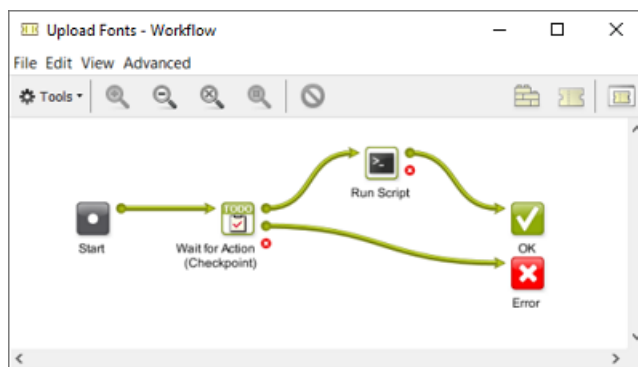 Upload Fonts - Workflow
File Edit View Advanced
Tools
Run Script
TODO
Start
Wait for Action
(Checkpoint)
OK
Error